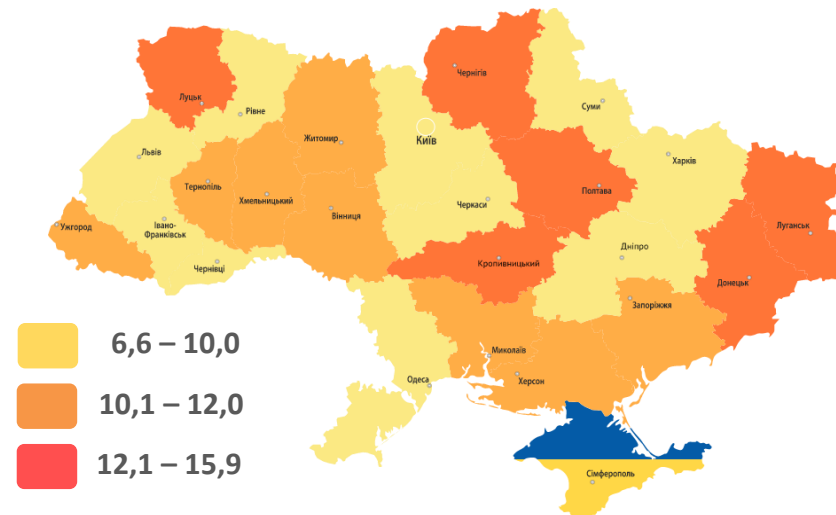 Чернігів
Луцьк
Суми
Рівне
Київ
Житомир
Львів
Харків
Тернопіль
Хмельницький
Полтава
Черкаси
Вінниця
Ужгород
Івано-
Франківськ
Луганськ
Дніпро
Чернівці
Кропивницький
Донецьк
Запоріжжя
6,6 – 10,0
Миколаїв
Одеса
Херсон
10,1 – 12,0
12,1 – 15,9
Сімферополь